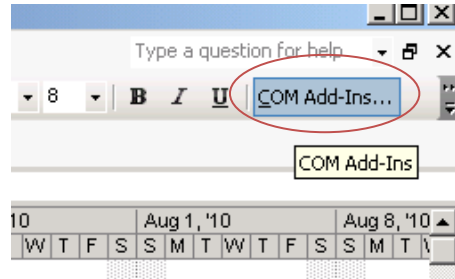 Type a question for help
8 B I U COM Add-Ins...
COM Add-Ins
10 Aug 1, '10 Aug 8, '10
W T F S S M T W T F S S M T